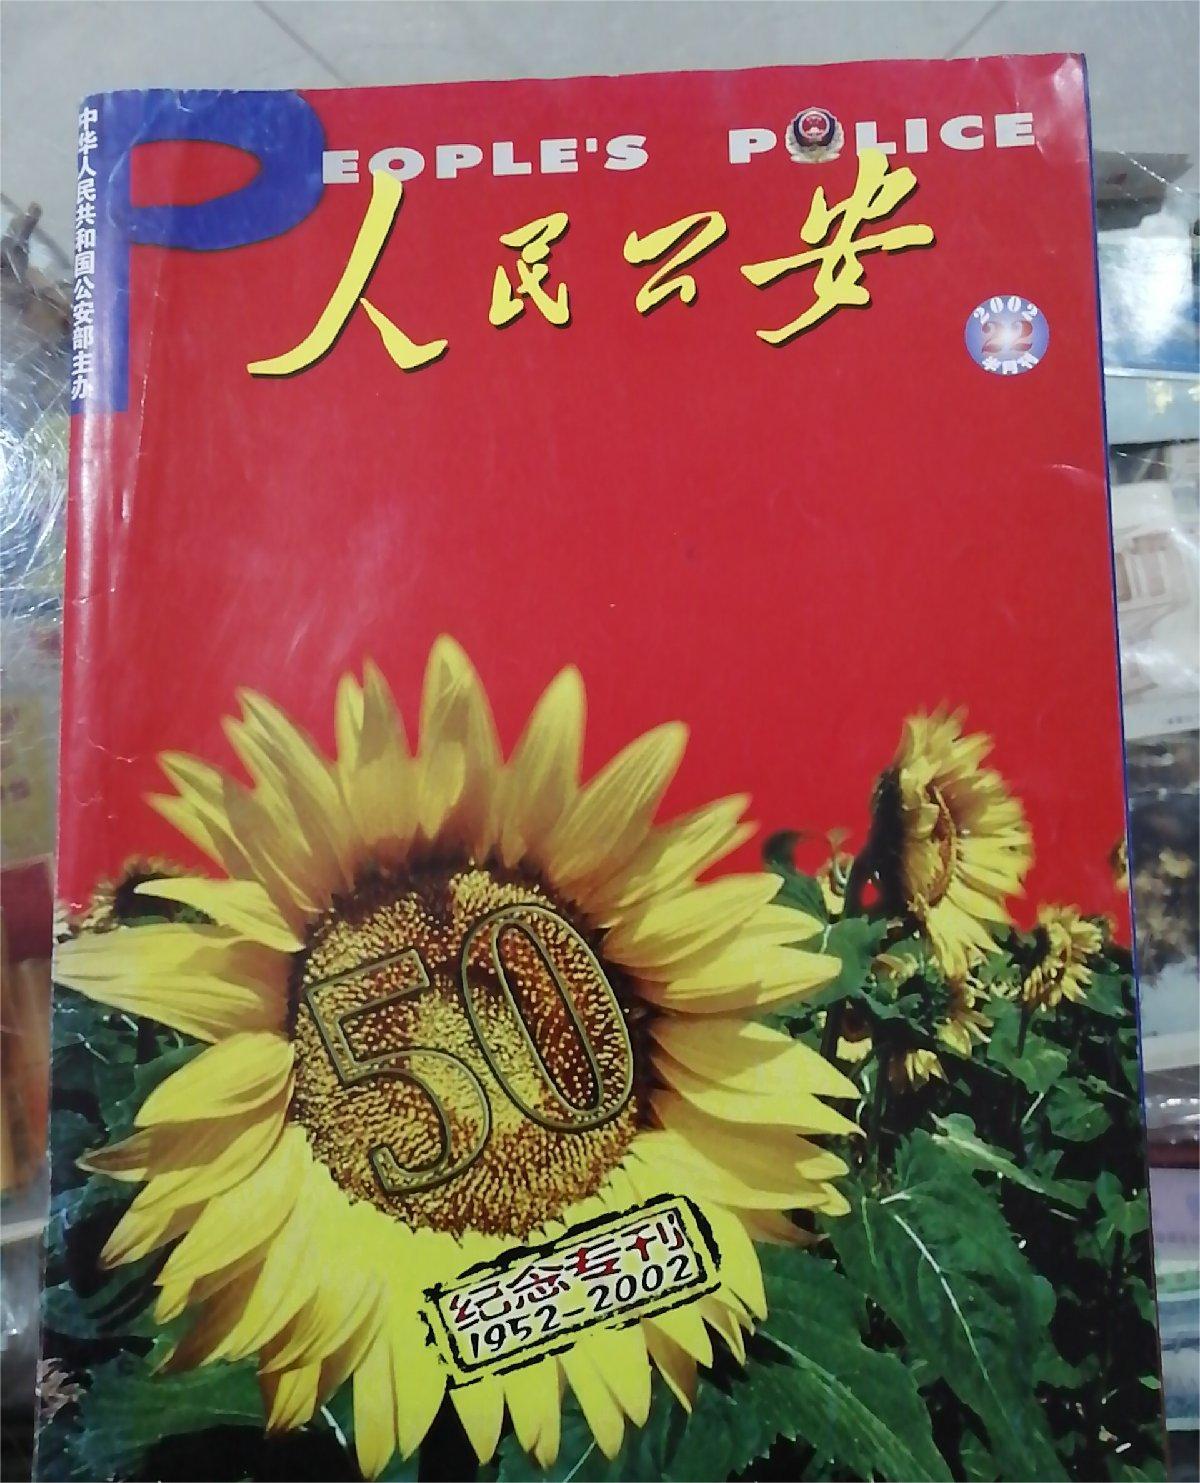 中华人民共和国公安部主办
PEOPLE'S POLICE
人民公安
2002
22
半月刊
50
纪念专刊
1952-2002